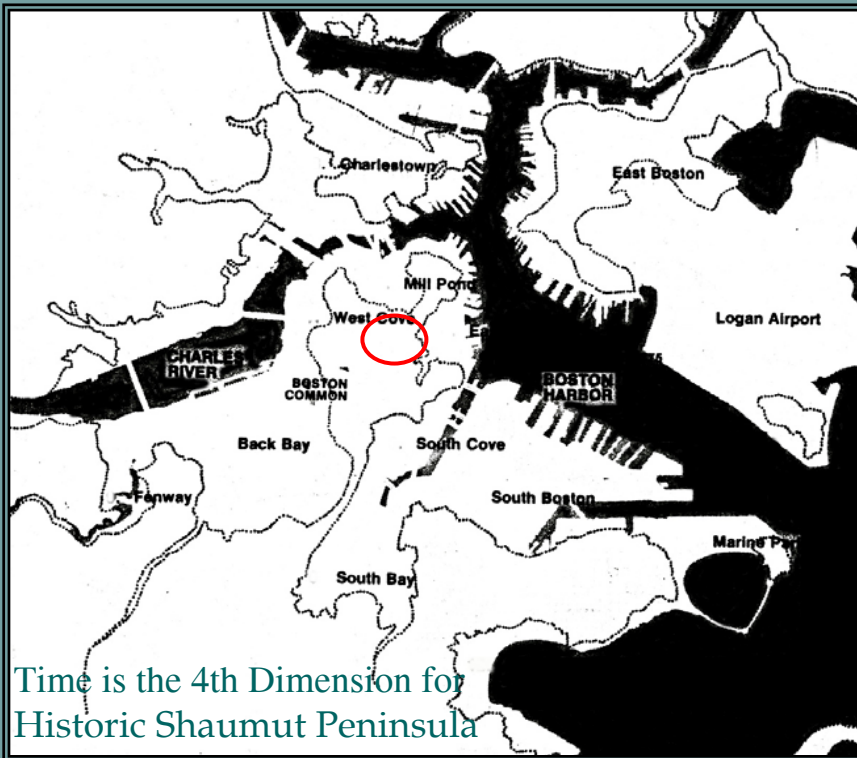 Charlestown
East Boston
Mill Pond
West Cove
Logan Airport
CHARLES
RIVER
BOSTON
COMMON
BOSTON
HARBOR
Back Bay
South Cove
Fenway
South Boston
Marine
South Bay
Time is the 4th Dimension for
Historic Shaumut Peninsula